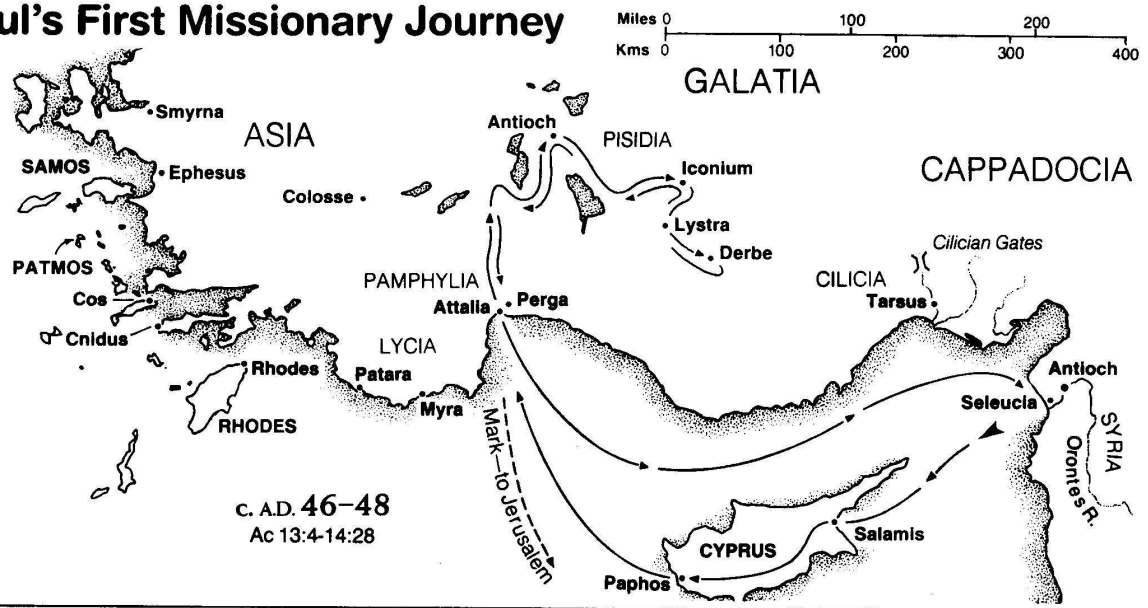 ul's First Missionary Journey
Miles 0 100 200
Kms 0 100 200 300 400
GALATIA
Smyrna
ASIA
Antioch
PISIDIA
SAMOS
Ephesus
Iconium
CAPPADOCIA
Colosse
Lystra
Derbe
Cilician Gates
PATMOS
PAMPHYLIA
CILICIA
Cos
Attalia
Perga
Tarsus
Cnidus
LYCIA
Rhodes
Patara
Antioch
Myra
Seleucia
RHODES
SYRIA
Orontes R.
Mark—to Jerusalem
c. A.D. 46–48
Ac 13:4-14:28
Salamis
CYPRUS
Paphos